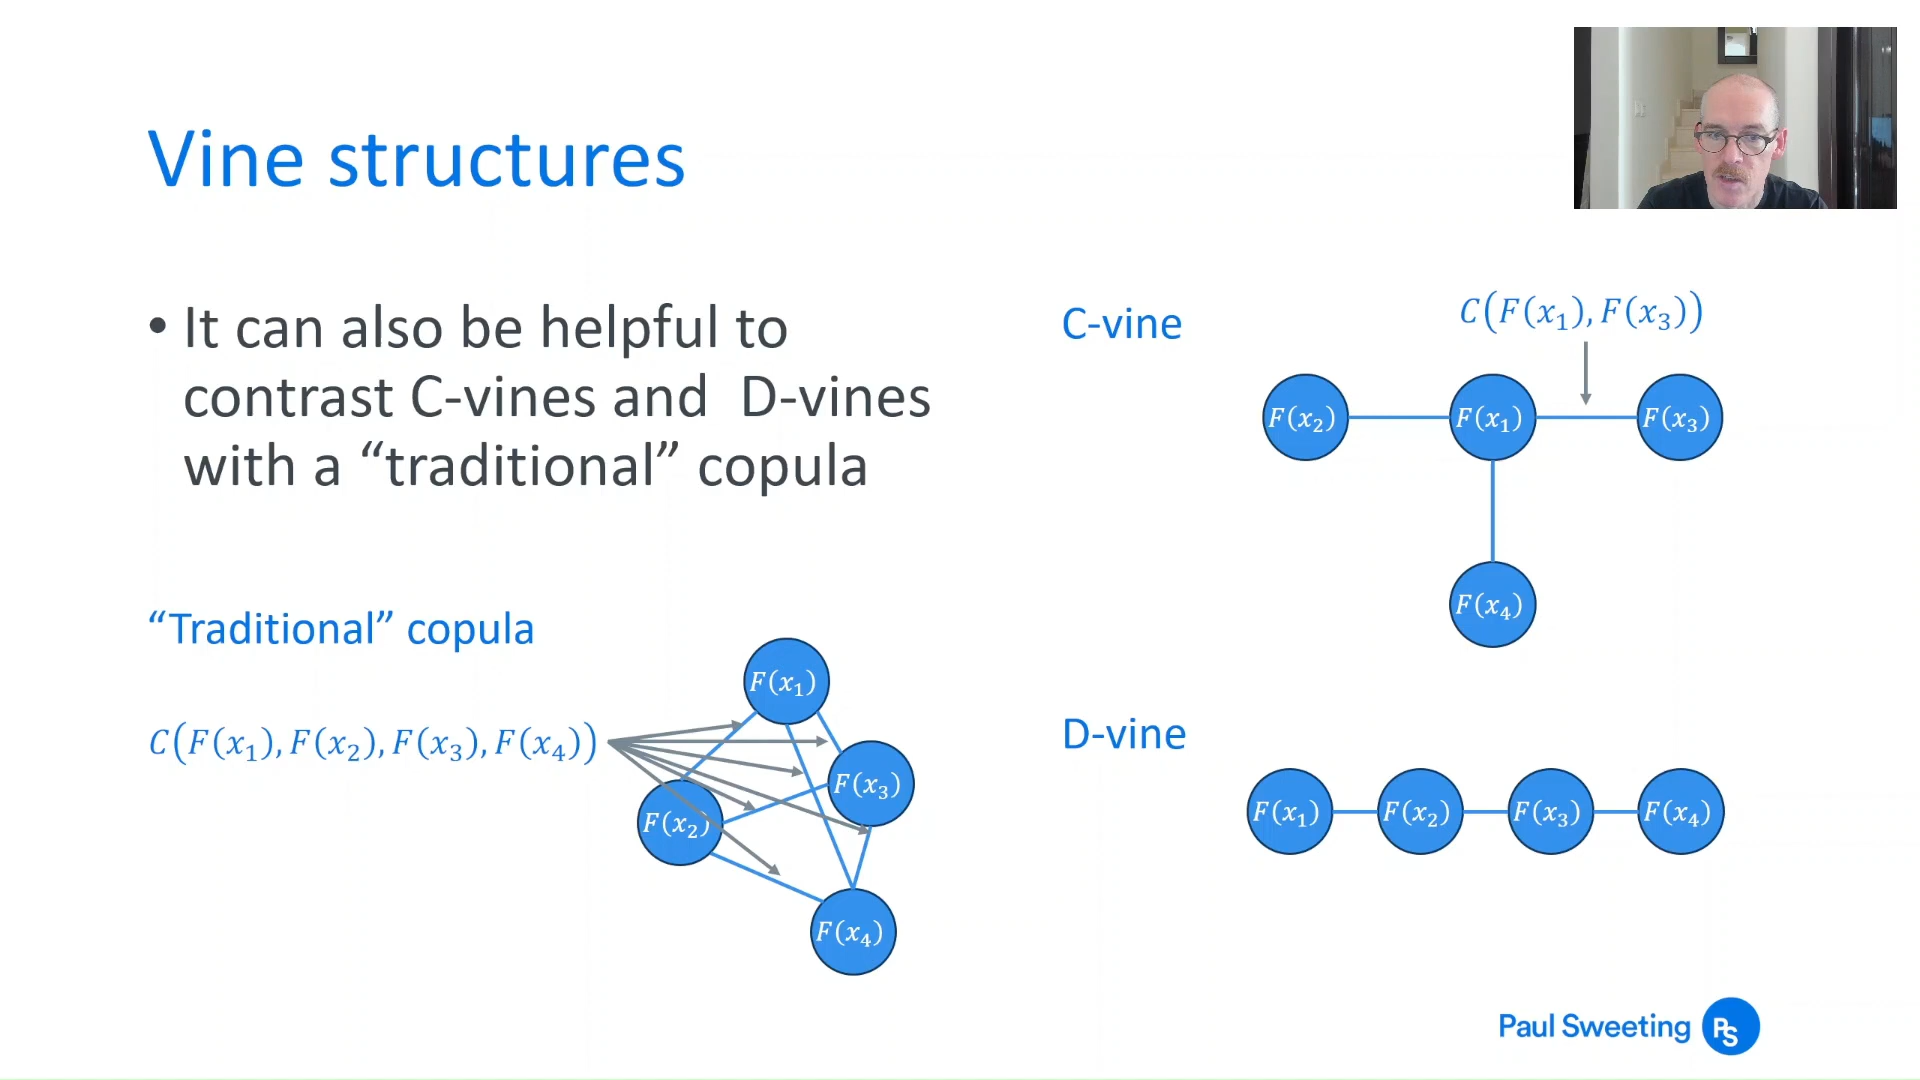 Vine structures
• It can also be helpful to
contrast C-vines and D-vines
with a “traditional” copula
“Traditional” copula
C(F(x₁), F(x₂), F(x₃), F(x₄))
F(x₁)
F(x₃)
F(x₂)
F(x₄)
C-vine
C(F(x₁), F(x₃))
F(x₂) F(x₁) F(x₃)
F(x₄)
D-vine
F(x₁) F(x₂) F(x₃) F(x₄)
Paul Sweeting PS